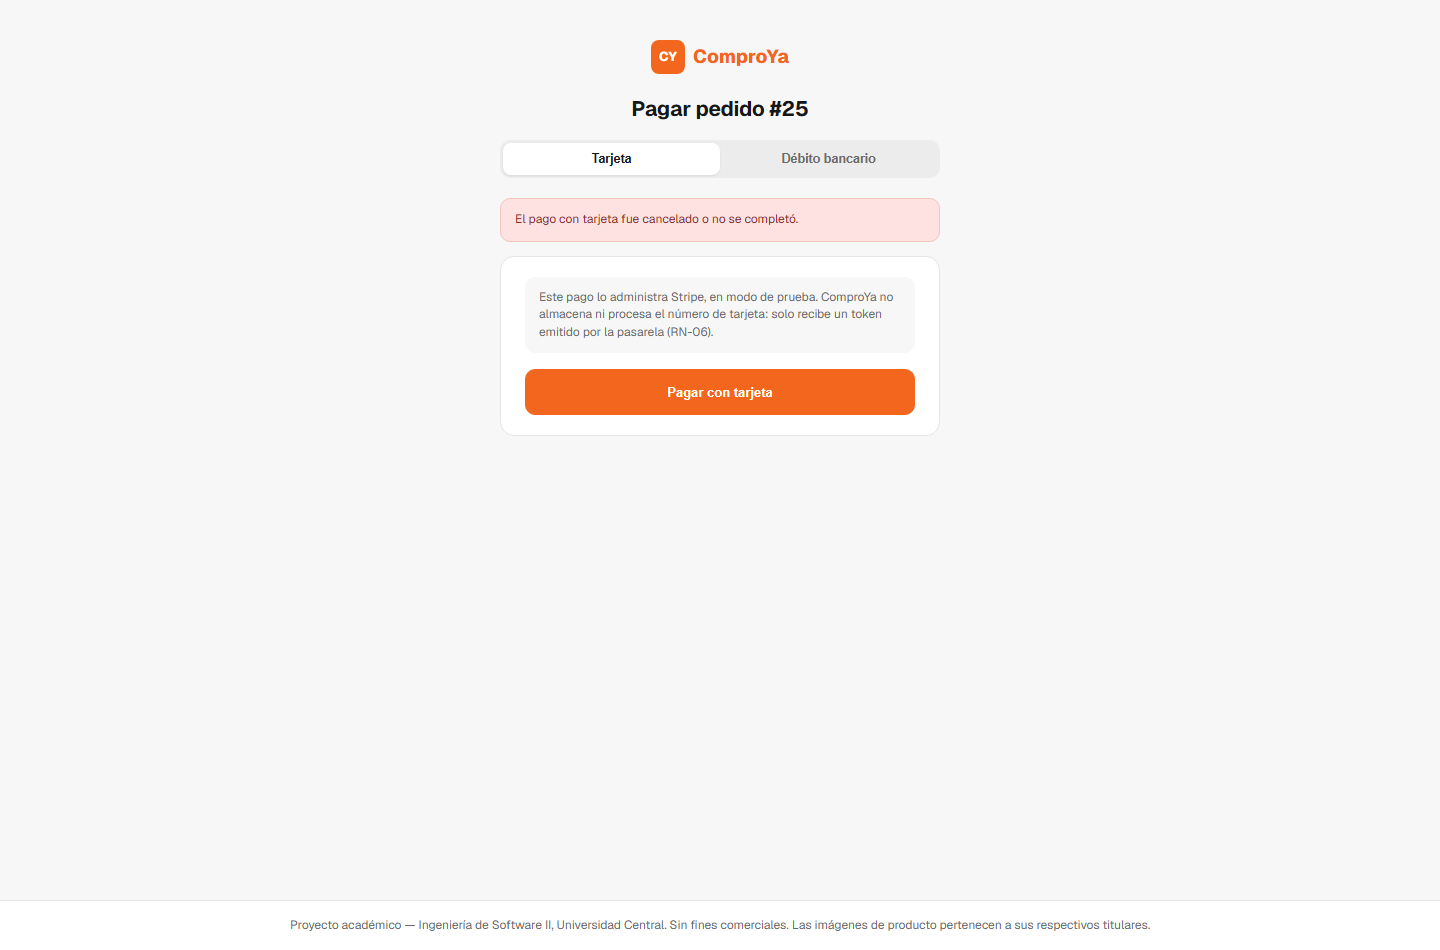 CY ComproYa
Pagar pedido #25
Tarjeta
Débito bancario
El pago con tarjeta fue cancelado o no se completó.
Este pago lo administra Stripe, en modo de prueba. ComproYa no
almacena ni procesa el número de tarjeta: solo recibe un token
emitido por la pasarela (RN-06).
Pagar con tarjeta
Proyecto académico — Ingeniería de Software II, Universidad Central. Sin fines comerciales. Las imágenes de producto pertenecen a sus respectivos titulares.